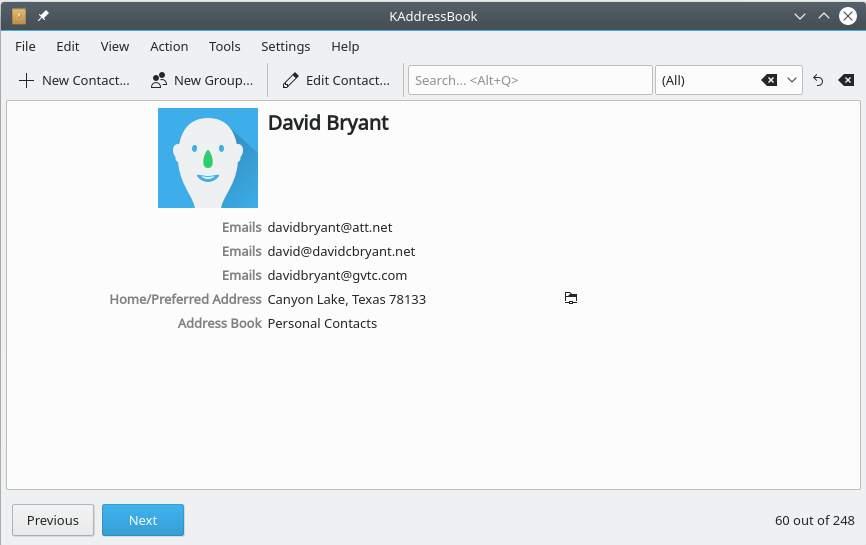 KAddressBook
File Edit View Action Tools Settings Help
New Contact... New Group... Edit Contact... Search... <Alt+Q> (All)
David Bryant
Emails davidbryant@att.net
Emails david@davidcbryant.net
Emails davidbryant@gvtc.com
Home/Preferred Address Canyon Lake, Texas 78133
Address Book Personal Contacts
Previous Next 60 out of 248